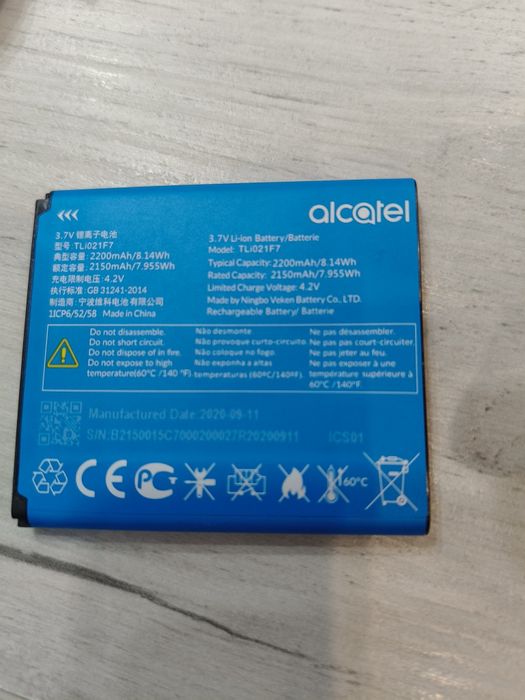 alcatel
3.7V 锂离子电池
型号: TLi021F7
典型容量: 2200mAh/8.14Wh
额定容量: 2150mAh/7.955Wh
充电限制电压: 4.2V
执行标准: GB 31241-2014
制造商: 宁波维科电池有限公司
1ICP6/52/58 Made in China
3.7V Li-ion Battery/Batterie
Model: TLi021F7
Typical Capacity: 2200mAh/8.14Wh
Rated Capacity: 2150mAh/7.955Wh
Limited Charge Voltage: 4.2V
Made by Ningbo Veken Battery Co., LTD.
Rechargeable Battery/ Batterie
Do not disassemble.
Do not short circuit.
Do not dispose of in fire.
Do not expose to high
temperature(60°C /140 °F).
Não desmonte
Não provoque curto-circuito.
Não coloque no fogo.
Não exponha a altas
temperaturas (60ºC/140ºF).
Ne pas désassembler.
Ne pas court-circuiter.
Ne pas jeter au feu.
Ne pas exposer à une
température supérieure à
60°C /140°F.
Manufactured Date:2020-09-11
S/N:B2150015C7000200027R20200911 ICS01
CE
60°C